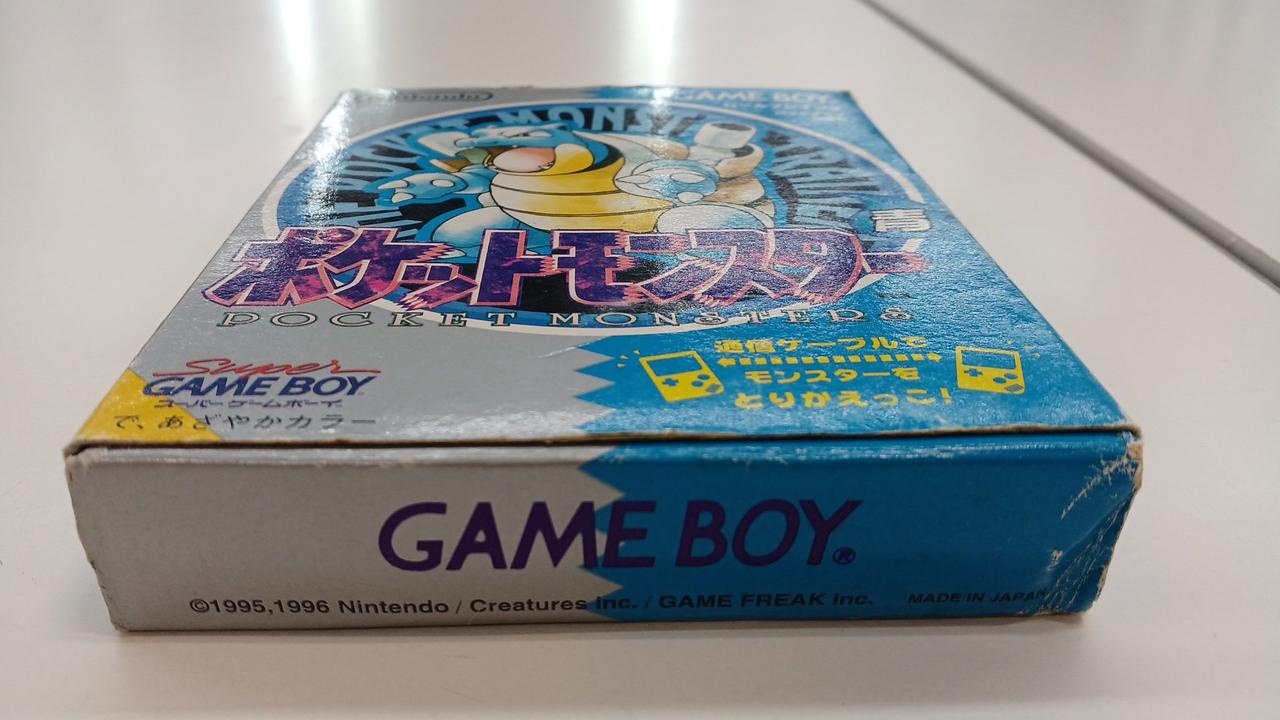 Nintendo
GAME BOY
青
ポケットモンスター
POCKET MONSTERS
Super
GAME BOY
スーパーゲームボーイ
で、あざやかカラー
通信ケーブルで
モンスターを
とりかえっこ!
GAME BOY®
©1995,1996 Nintendo / Creatures inc. / GAME FREAK inc. MADE IN JAPAN